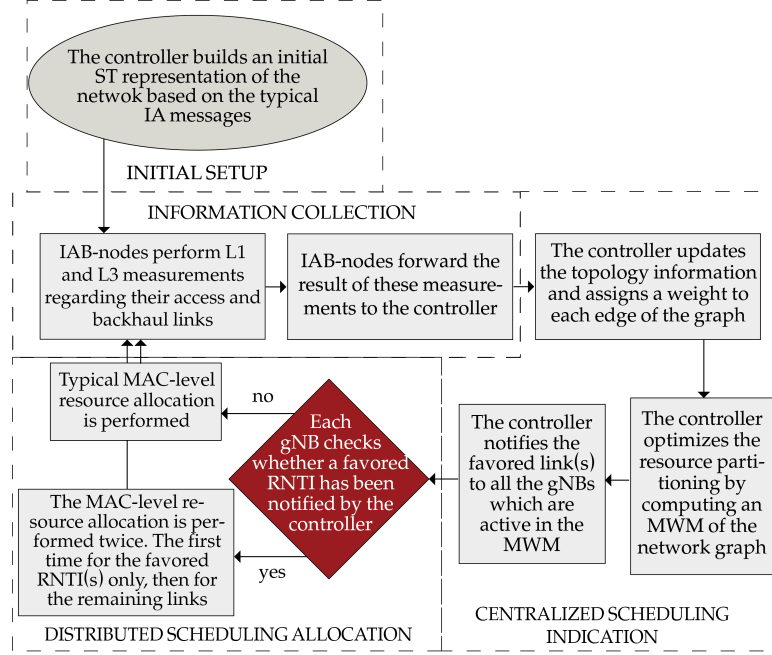 The controller builds an initial
ST representation of the
netwok based on the typical
IA messages
INITIAL SETUP
INFORMATION COLLECTION
IAB-nodes perform L1
and L3 measurements
regarding their access and
backhaul links
IAB-nodes forward the
result of these measure-
ments to the controller
The controller updates
the topology information
and assigns a weight to
each edge of the graph
The controller
optimizes the
resource parti-
tioning by
computing an
MWM of the
network graph
The controller
notifies the
favored link(s)
to all the gNBs
which are
active in the
MWM
CENTRALIZED SCHEDULING
INDICATION
Each
gNB checks
whether a favored
RNTI has been
notified by the
controller
no
yes
Typical MAC-level
resource allocation
is performed
The MAC-level re-
source allocation is per-
formed twice. The first
time for the favored
RNTI(s) only, then for
the remaining links
DISTRIBUTED SCHEDULING ALLOCATION